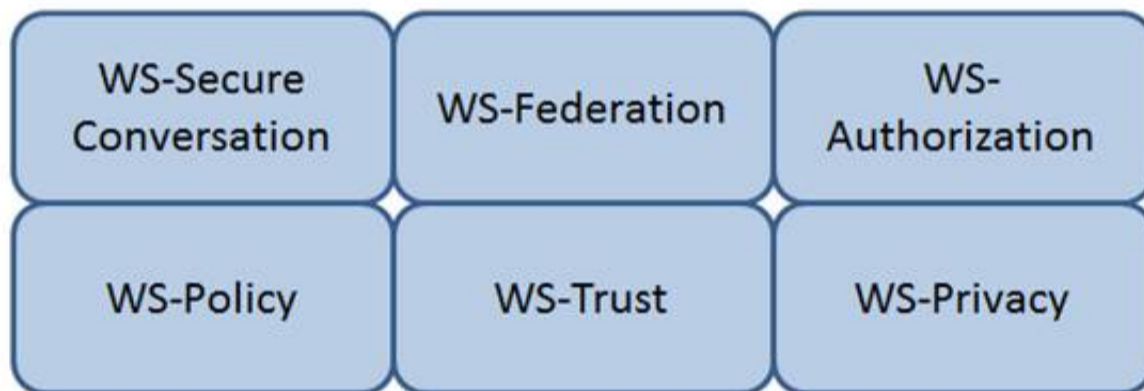 WS-Secure
Conversation
WS-Federation
WS-
Authorization
WS-Policy
WS-Trust
WS-Privacy